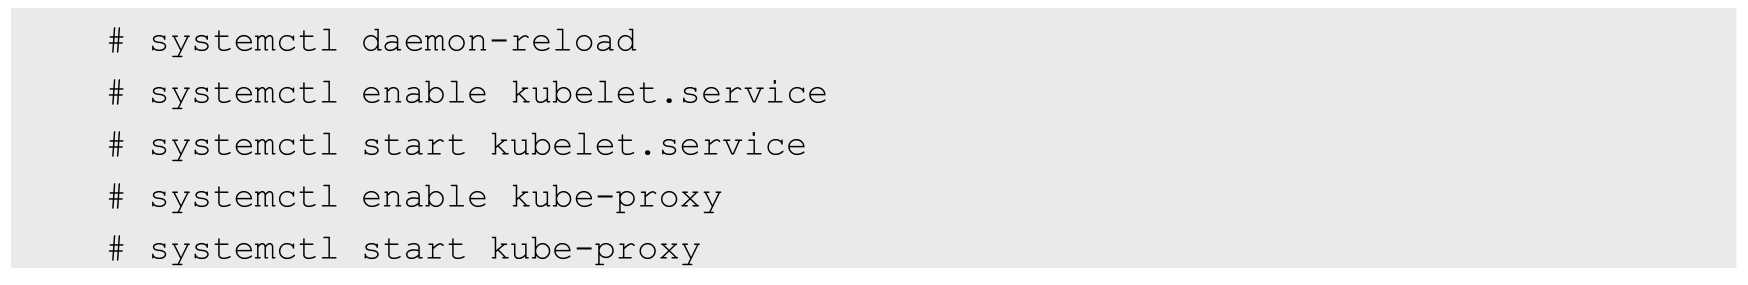 # systemctl daemon-reload
# systemctl enable kubelet.service
# systemctl start kubelet.service
# systemctl enable kube-proxy
# systemctl start kube-proxy